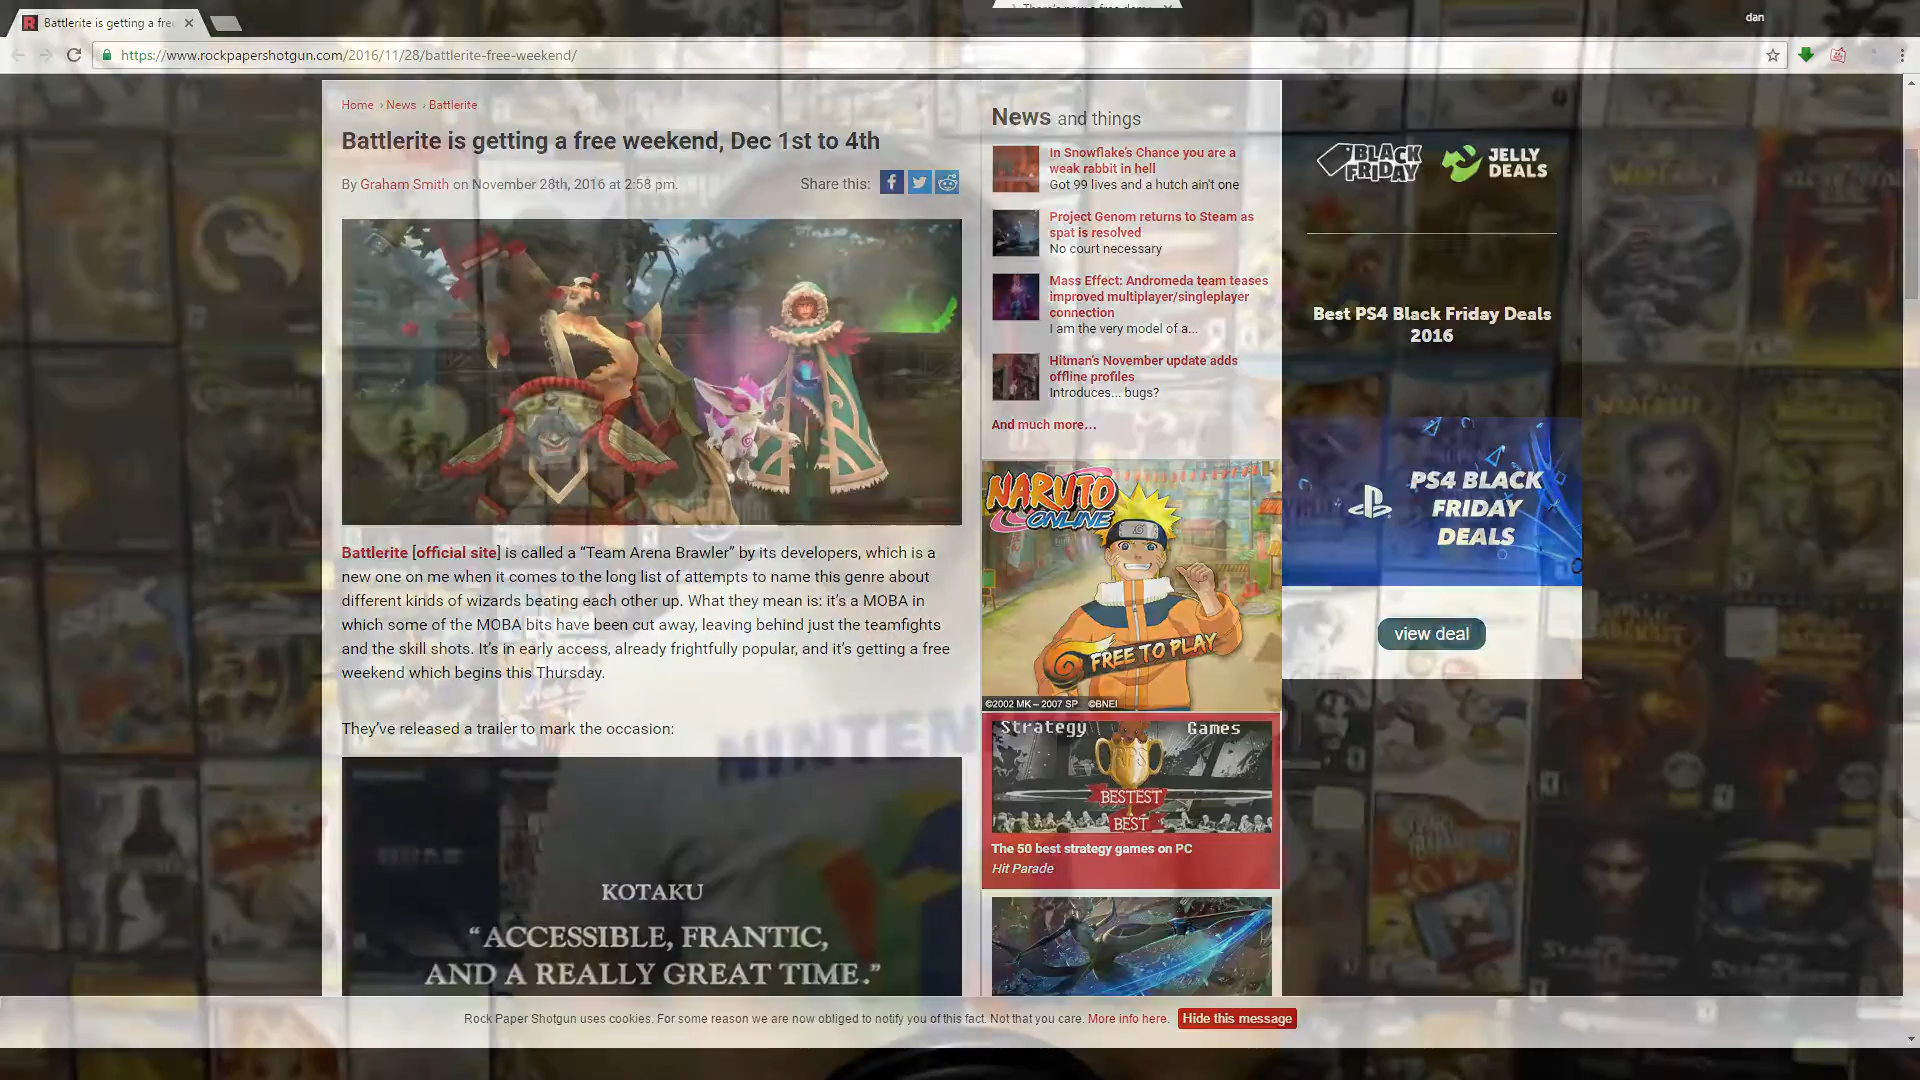 Battlerite is getting a free
dan
https://www.rockpapershotgun.com/2016/11/28/battlerite-free-weekend/
Home › News › Battlerite
Battlerite is getting a free weekend, Dec 1st to 4th
By Graham Smith on November 28th, 2016 at 2:58 pm.
Share this:
Battlerite [official site] is called a “Team Arena Brawler” by its developers, which is a
new one on me when it comes to the long list of attempts to name this genre about
different kinds of wizards beating each other up. What they mean is: it’s a MOBA in
which some of the MOBA bits have been cut away, leaving behind just the teamfights
and the skill shots. It’s in early access, already frightfully popular, and it’s getting a free
weekend which begins this Thursday.
They’ve released a trailer to mark the occasion:
KOTAKU
“ACCESSIBLE, FRANTIC,
AND A REALLY GREAT TIME.”
News and things
In Snowflake’s Chance you are a
weak rabbit in hell
Got 99 lives and a hutch ain't one
Project Genom returns to Steam as
spat is resolved
No court necessary
Mass Effect: Andromeda team teases
improved multiplayer/singleplayer
connection
I am the very model of a...
Hitman’s November update adds
offline profiles
Introduces... bugs?
And much more...
NARUTO
ONLINE
FREE TO PLAY
©2002 MK – 2007 SP ©BNEI
Strategy Games
BESTEST
BEST
The 50 best strategy games on PC
Hit Parade
BLACK
FRIDAY
JELLY
DEALS
Best PS4 Black Friday Deals
2016
PS4 BLACK
FRIDAY
DEALS
view deal
NINTEN
Rock Paper Shotgun uses cookies. For some reason we are now obliged to notify you of this fact. Not that you care. More info here. Hide this message